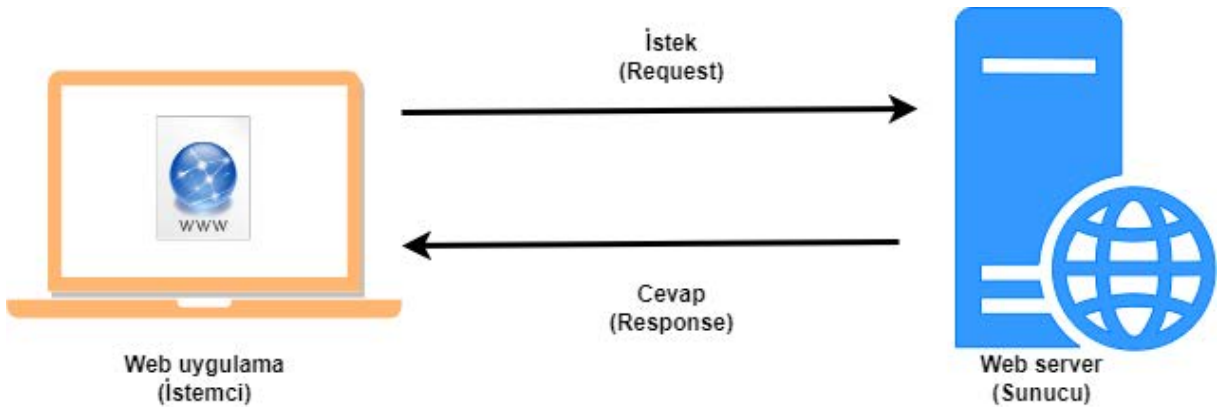 İstek
(Request)
WWW
Cevap
(Response)
Web uygulama
(İstemci)
Web server
(Sunucu)